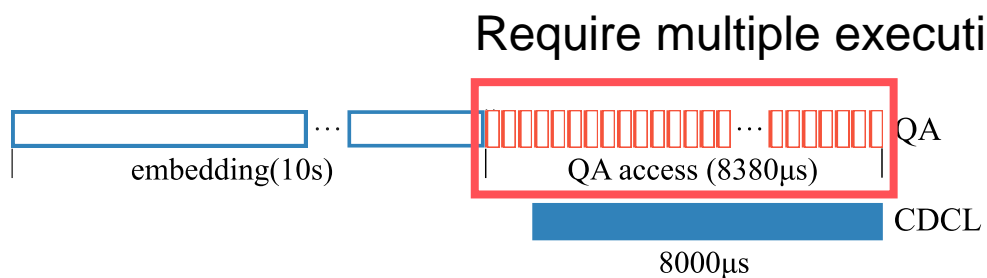 Require multiple executi
... ... QA
embedding(10s) QA access (8380μs)
CDCL
8000μs